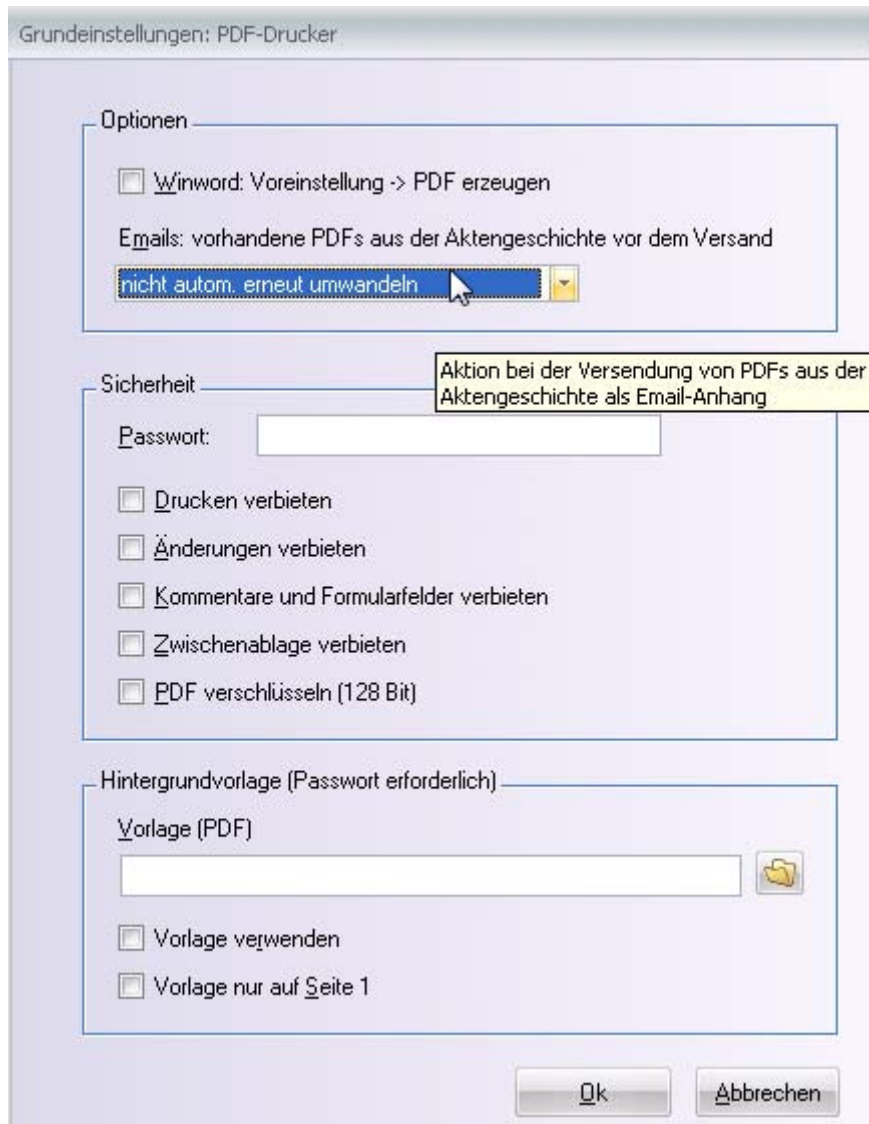 Grundeinstellungen: PDF-Drucker
Optionen
Winword: Voreinstellung -> PDF erzeugen
Emails: vorhandene PDFs aus der Aktengeschichte vor dem Versand
nicht autom. erneut umwandeln
Aktion bei der Versendung von PDFs aus der
Aktengeschichte als Email-Anhang
Sicherheit
Passwort:
Drucken verbieten
Änderungen verbieten
Kommentare und Formularfelder verbieten
Zwischenablage verbieten
PDF verschlüsseln (128 Bit)
Hintergrundvorlage (Passwort erforderlich)
Vorlage (PDF)
Vorlage verwenden
Vorlage nur auf Seite 1
Ok
Abbrechen